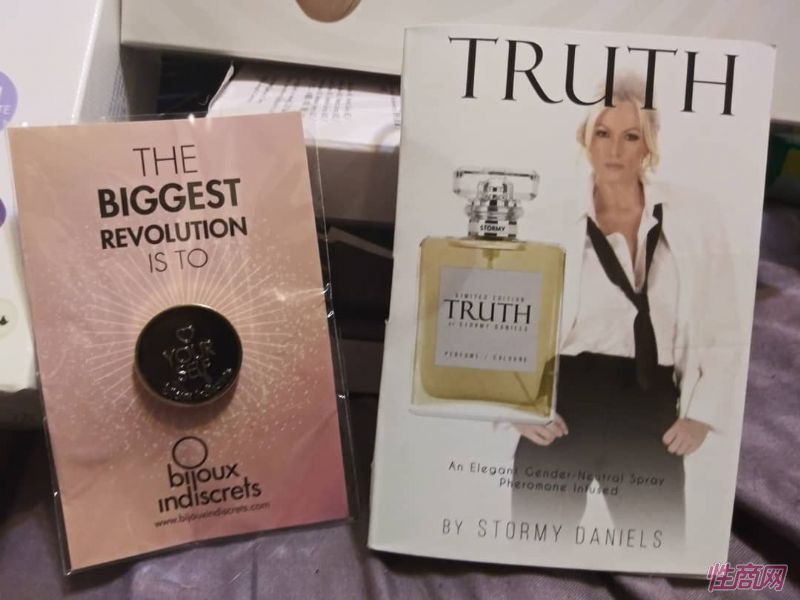 THE
BIGGEST
REVOLUTION
IS TO
YOUR
bijoux
indiscrets
www.bijouxindiscrets.com
TRUTH
STORMY
LIMITED EDITION
TRUTH
BY STORMY DANIELS
PERFUME / COLOGNE
An Elegant Gender-Neutral Spray
Pheromone Infused
BY STORMY DANIELS
性商网